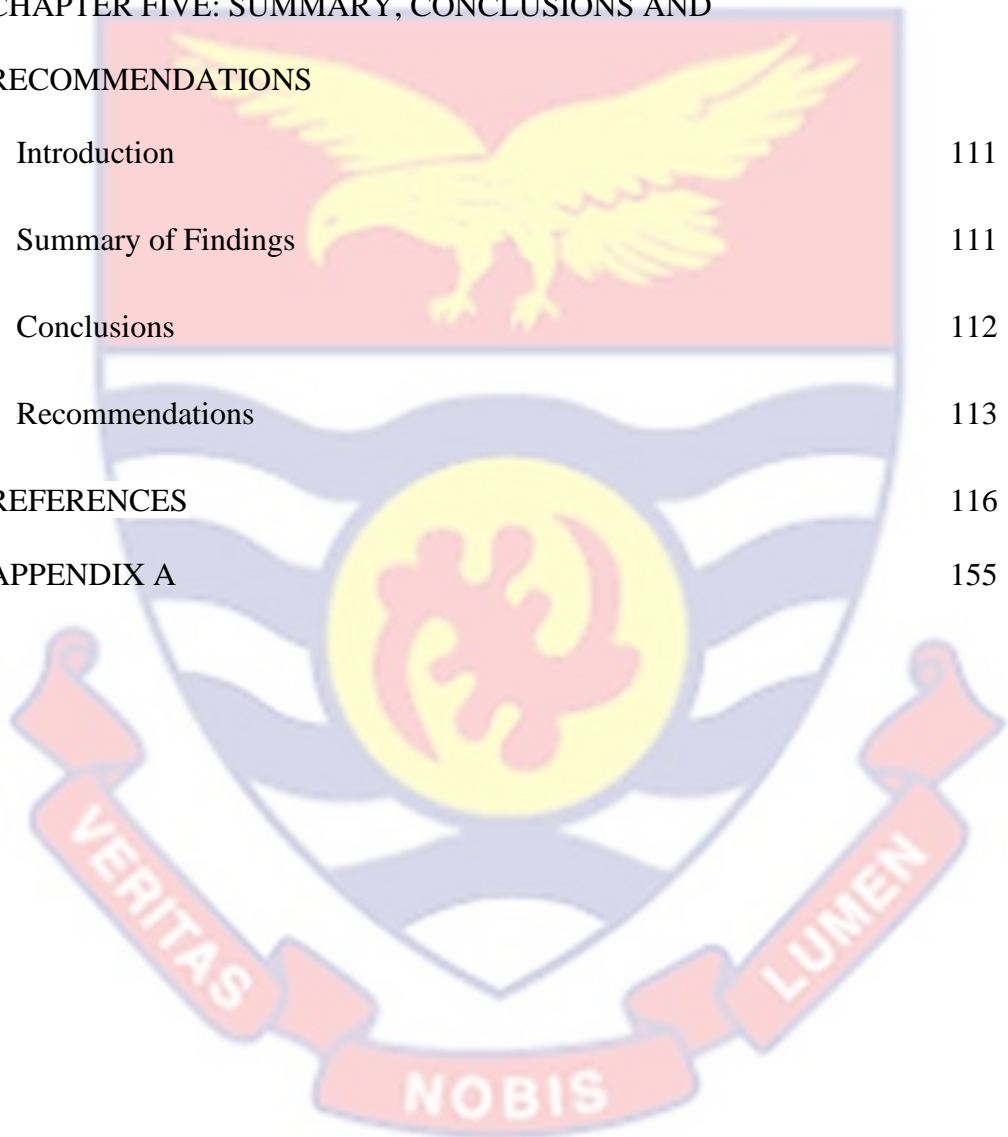 CHAPTER FIVE: SUMMARY, CONCLUSIONS AND
RECOMMENDATIONS
Introduction 111
Summary of Findings 111
Conclusions 112
Recommendations 113
REFERENCES 116
APPENDIX A 155
VERITAS
NOBIS
LUMEN